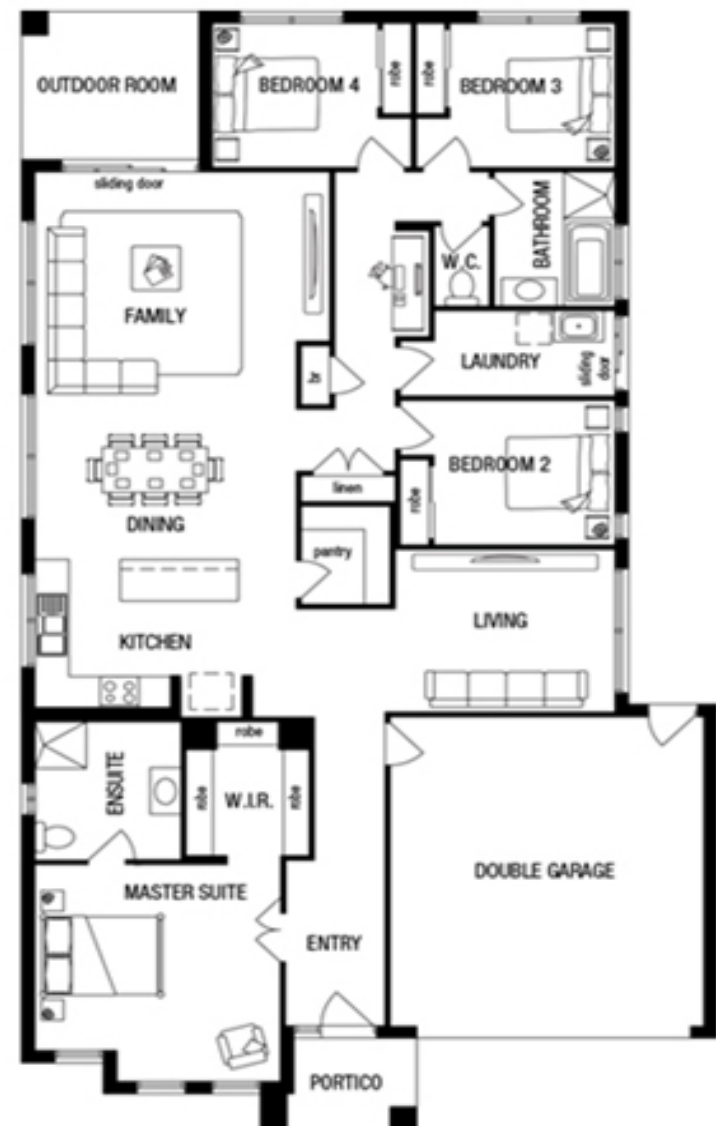 OUTDOOR ROOM
BEDROOM 4
robe
robe
BEDROOM 3
sliding door
BATHROOM
W.C.
FAMILY
LAUNDRY
sliding
door
br
BEDROOM 2
linen
robe
DINING
pantry
LIVING
KITCHEN
robe
ENSUITE
robe
W.I.R.
robe
DOUBLE GARAGE
MASTER SUITE
ENTRY
PORTICO